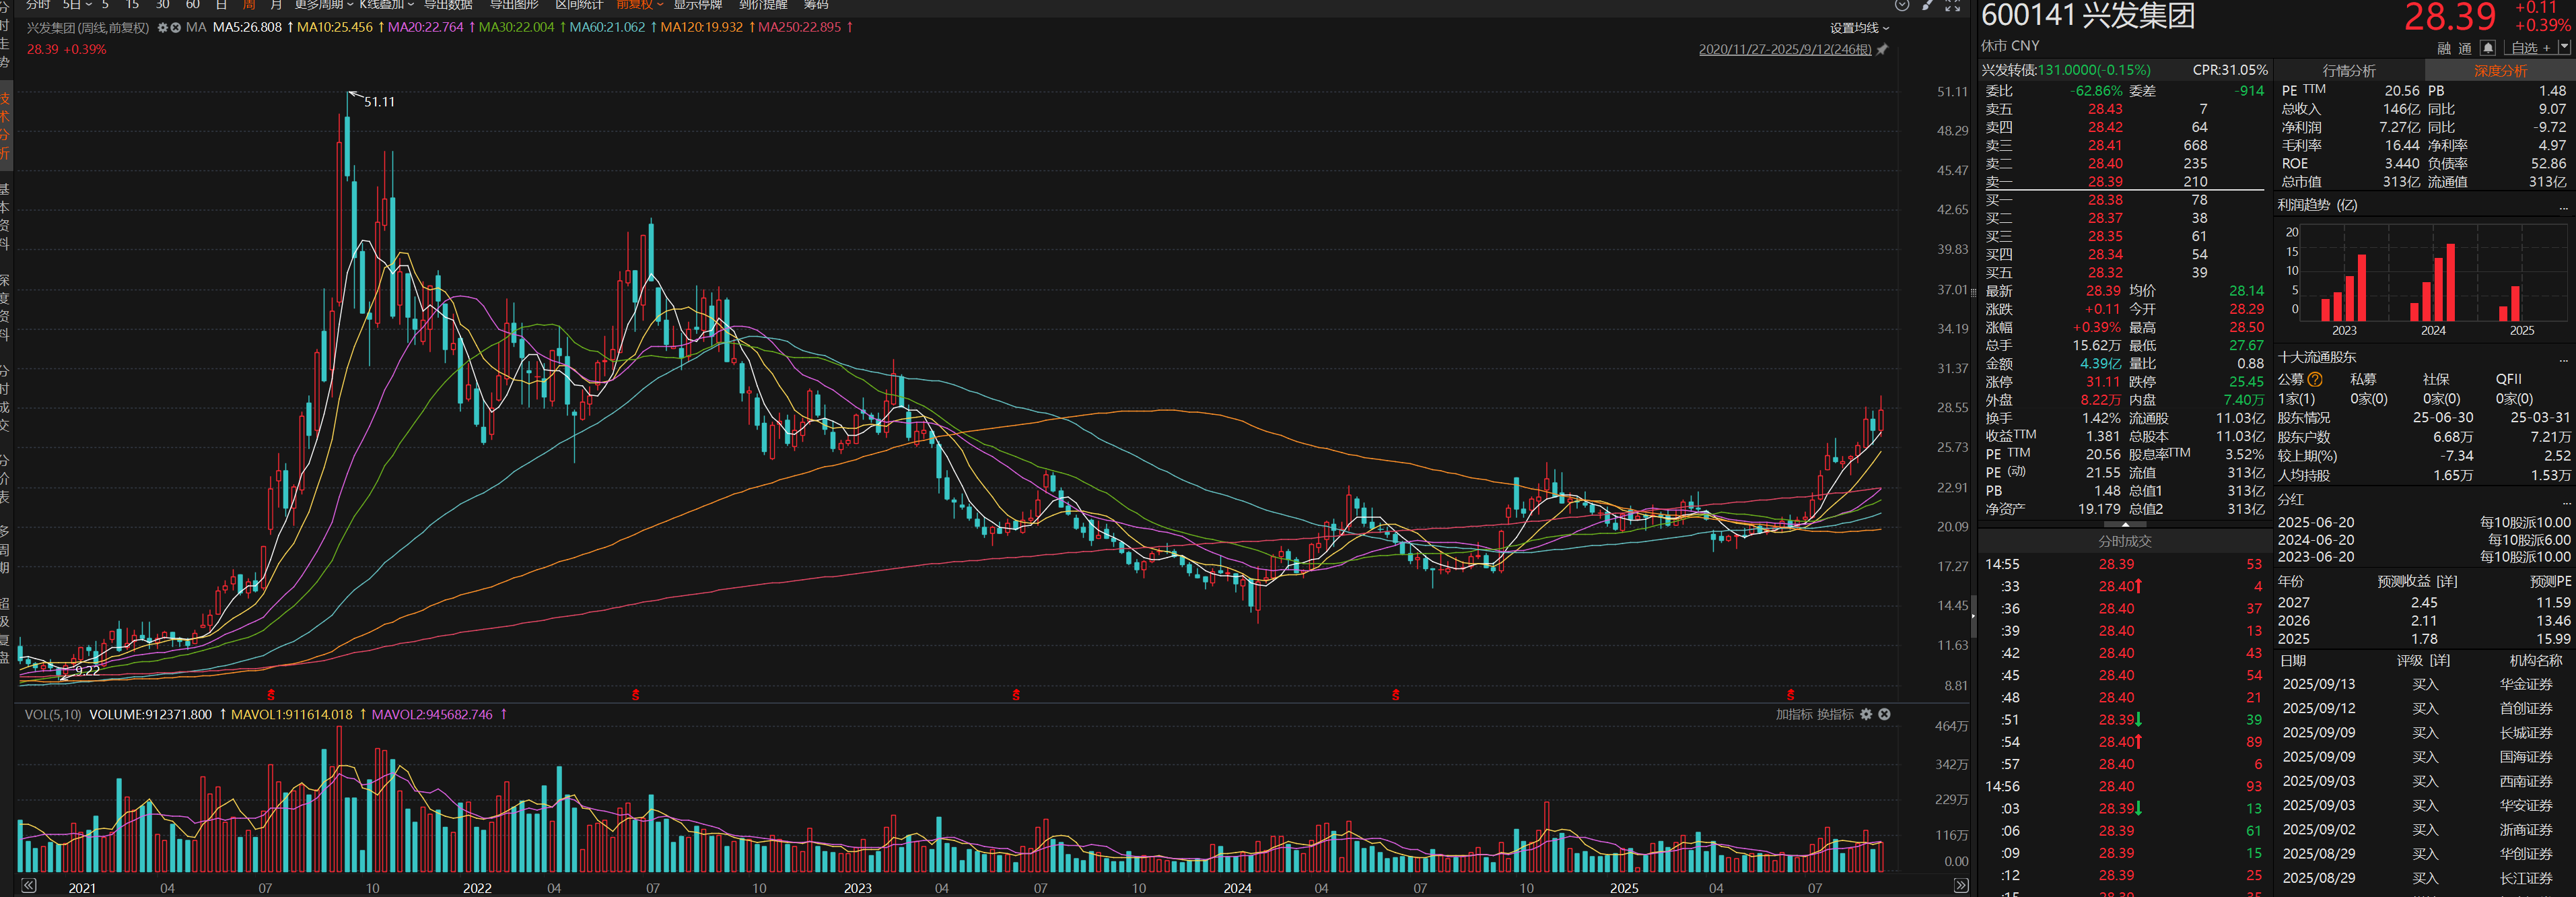 分时 5日 5 15 30 60 日 周 月 更多周期 K线叠加 导出数据 导出图形 区间统计 前复权 显示停牌 到价提醒 筹码
兴发集团(周线,前复权) MA MA5:26.808 ↑ MA10:25.456 ↑ MA20:22.764 ↑ MA30:22.004 ↑ MA60:21.062 ↑ MA120:19.932 ↑ MA250:22.895 ↑
设置均线
28.39 +0.39%
2020/11/27-2025/9/12(246根)
分时走势
技术分析
基本资料
深度资料
分时成交
分价表
多周期
超级复盘
51.11
9.22
51.11
48.29
45.47
42.65
39.83
37.01
34.19
31.37
28.55
25.73
22.91
20.09
17.27
14.45
11.63
8.81
S S S S S
VOL(5,10) VOLUME:912371.800 ↑ MAVOL1:911614.018 ↑ MAVOL2:945682.746 ↑
加指标 换指标
464万
342万
229万
116万
0.00
2021 04 07 10 2022 04 07 10 2023 04 07 10 2024 04 07 10 2025 04 07
600141 兴发集团
28.39
+0.11
+0.39%
休市 CNY
融 通 自选 +
兴发转债:131.0000(-0.15%) CPR:31.05%
委比 -62.86% 委差 -914
卖五 28.43 7
卖四 28.42 64
卖三 28.41 668
卖二 28.40 235
卖一 28.39 210
买一 28.38 78
买二 28.37 38
买三 28.35 61
买四 28.34 54
买五 28.32 39
最新 28.39 均价 28.14
涨跌 +0.11 今开 28.29
涨幅 +0.39% 最高 28.50
总手 15.62万 最低 27.67
金额 4.39亿 量比 0.88
涨停 31.11 跌停 25.45
外盘 8.22万 内盘 7.40万
换手 1.42% 流通股 11.03亿
收益TTM 1.381 总股本 11.03亿
PE TTM 20.56 股息率TTM 3.52%
PE (动) 21.55 流值 313亿
PB 1.48 总值1 313亿
净资产 19.179 总值2 313亿
分时成交
14:55 28.39 53
:33 28.40↑ 4
:36 28.40 37
:39 28.40 13
:42 28.40 43
:45 28.40 54
:48 28.40 21
:51 28.39↓ 39
:54 28.40↑ 89
:57 28.40 6
14:56 28.40 93
:03 28.39↓ 13
:06 28.39 61
:09 28.39 15
:12 28.39 25
:15 28.39 35
行情分析 深度分析
PE TTM 20.56 PB 1.48
总收入 146亿 同比 9.07
净利润 7.27亿 同比 -9.72
毛利率 16.44 净利率 4.97
ROE 3.440 负债率 52.86
总市值 313亿 流通值 313亿
利润趋势 (亿) ...
20
15
10
5
0
2023 2024 2025
十大流通股东 ...
公募 ? 私募 社保 QFII
1家(1) 0家(0) 0家(0) 0家(0)
股东情况 25-06-30 25-03-31
股东户数 6.68万 7.21万
较上期(%) -7.34 2.52
人均持股 1.65万 1.53万
分红 ...
2025-06-20 每10股派10.00
2024-06-20 每10股派6.00
2023-06-20 每10股派10.00
年份 预测收益 [详] 预测PE
2027 2.45 11.59
2026 2.11 13.46
2025 1.78 15.99
日期 评级 [详] 机构名称
2025/09/13 买入 华金证券
2025/09/12 买入 首创证券
2025/09/09 买入 长城证券
2025/09/09 买入 国海证券
2025/09/03 买入 西南证券
2025/09/03 买入 华安证券
2025/09/02 买入 浙商证券
2025/08/29 买入 华创证券
2025/08/29 买入 长江证券